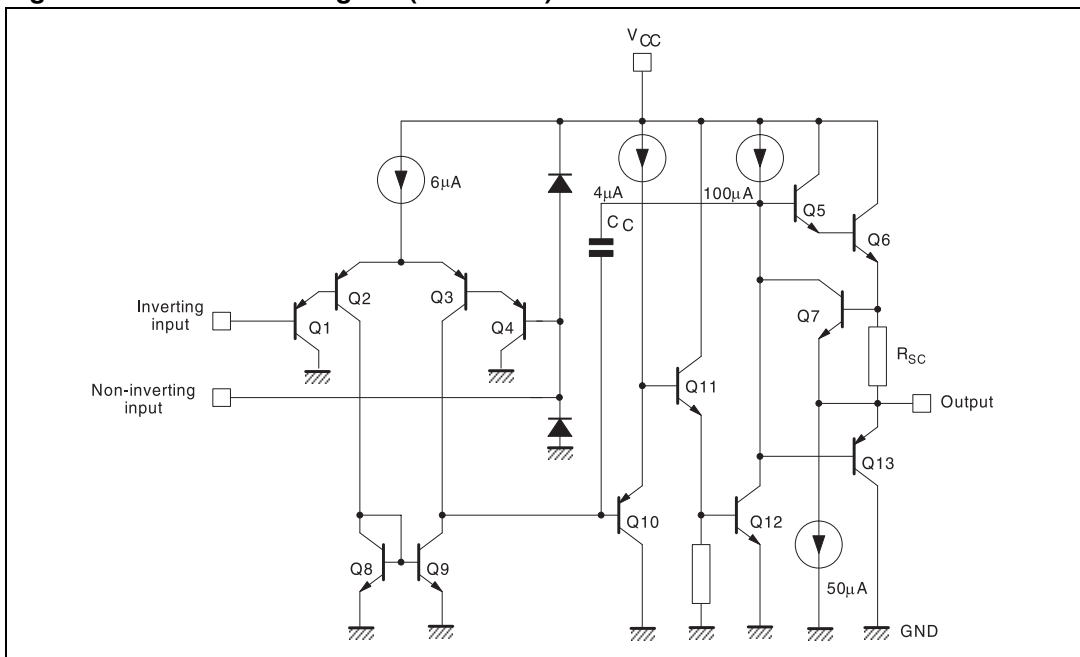 V CC
6µA
4µA
100µA
C C
Q5
Q6
Q2
Q3
Inverting
input
Q1
Q4
Q7
R SC
Non-inverting
input
Q11
Output
Q13
Q10
Q12
Q8
Q9
50µA
GND